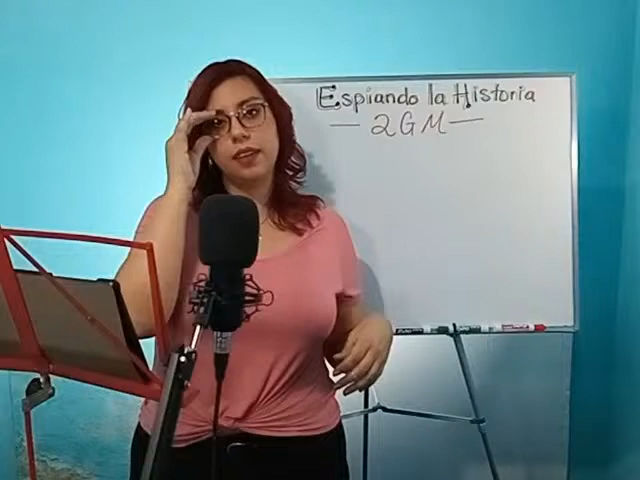 Espiando la Historia
— 2GM —